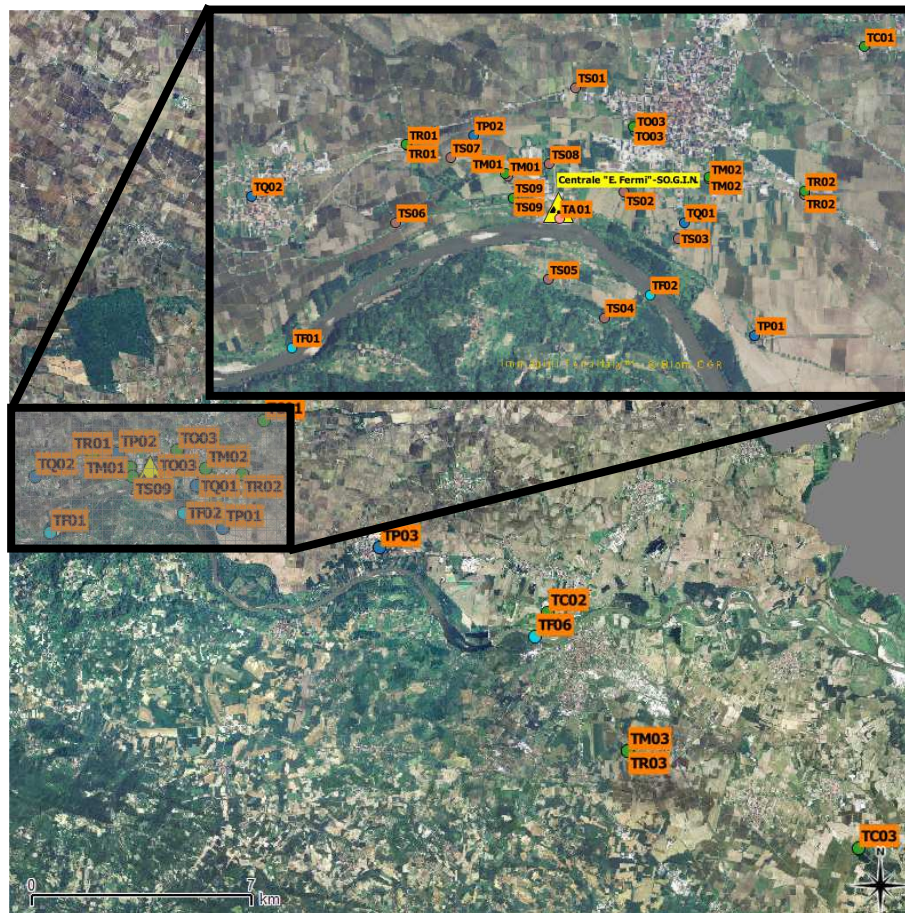 TC01
TS01
TO03
TO03
TP02
TR01
TR01
TS07
TS08
TM01
TM01
TM02
TM02
Centrale "E. Fermi"-SO.G.I.N.
TR02
TR02
TQ02
TS09
TS09
TS02
TA01
TS06
TQ01
TS03
TS05
TF02
TS04
TP01
TF01
TR01
TP02
TO03
TQ02
TM01
TO03
TM02
TS09
TQ01
TR02
TF02
TP01
TF01
TP03
TC02
TF06
TM03
TR03
TC03
N
0
7
km